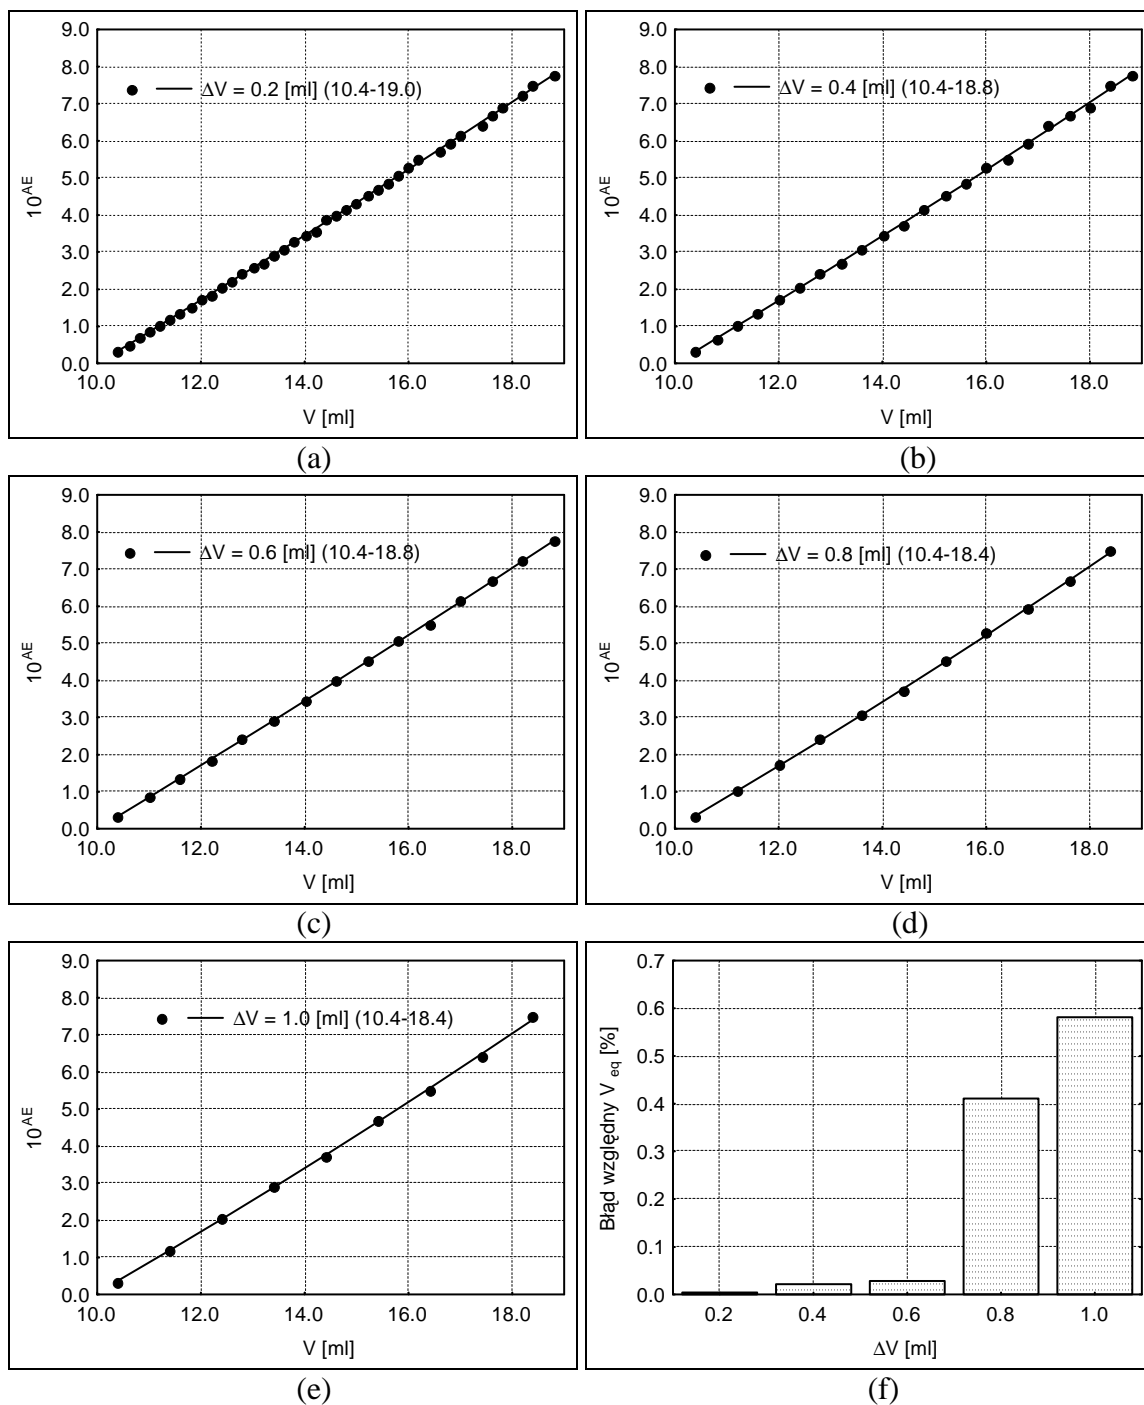 9.0
8.0
7.0
6.0
5.0
4.0
3.0
2.0
1.0
0.0
10^AE
ΔV = 0.2 [ml] (10.4-19.0)
10.0 12.0 14.0 16.0 18.0
V [ml]
(a)
9.0
8.0
7.0
6.0
5.0
4.0
3.0
2.0
1.0
0.0
10^AE
ΔV = 0.4 [ml] (10.4-18.8)
10.0 12.0 14.0 16.0 18.0
V [ml]
(b)
9.0
8.0
7.0
6.0
5.0
4.0
3.0
2.0
1.0
0.0
10^AE
ΔV = 0.6 [ml] (10.4-18.8)
10.0 12.0 14.0 16.0 18.0
V [ml]
(c)
9.0
8.0
7.0
6.0
5.0
4.0
3.0
2.0
1.0
0.0
10^AE
ΔV = 0.8 [ml] (10.4-18.4)
10.0 12.0 14.0 16.0 18.0
V [ml]
(d)
9.0
8.0
7.0
6.0
5.0
4.0
3.0
2.0
1.0
0.0
10^AE
ΔV = 1.0 [ml] (10.4-18.4)
10.0 12.0 14.0 16.0 18.0
V [ml]
(e)
0.7
0.6
0.5
0.4
0.3
0.2
0.1
0.0
Błąd względny V eq [%]
0.2 0.4 0.6 0.8 1.0
ΔV [ml]
(f)